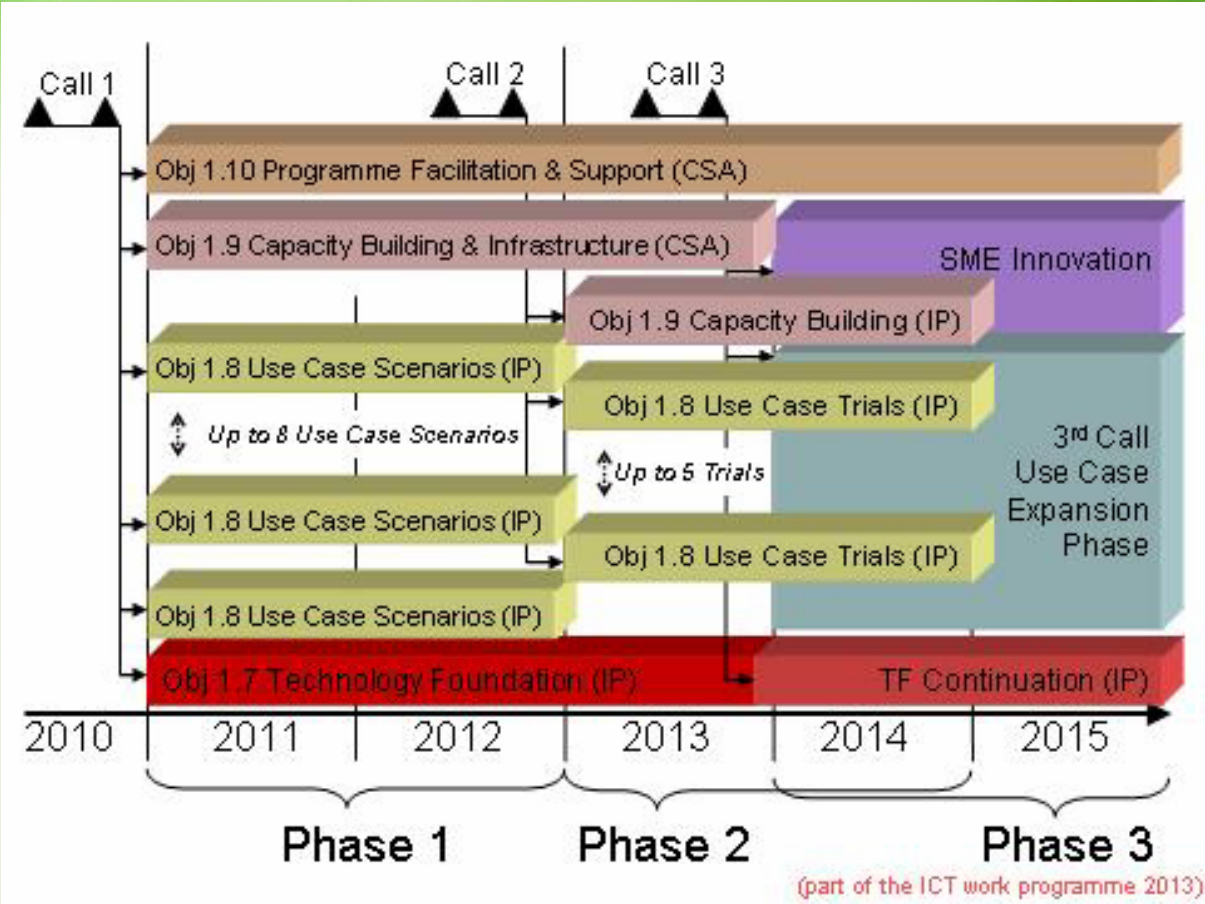 Call 1
Call 2
Call 3
Obj 1.10 Programme Facilitation & Support (CSA)
Obj 1.9 Capacity Building & Infrastructure (CSA)
SME Innovation
Obj 1.9 Capacity Building (IP)
Obj 1.8 Use Case Scenarios (IP)
Obj 1.8 Use Case Trials (IP)
Up to 8 Use Case Scenarios
3rd Call
Use Case
Expansion
Phase
Up to 5 Trials
Obj 1.8 Use Case Scenarios (IP)
Obj 1.8 Use Case Trials (IP)
Obj 1.8 Use Case Scenarios (IP)
Obj 1.7 Technology Foundation (IP)
TF Continuation (IP)
2010 2011 2012 2013 2014 2015
Phase 1 Phase 2 Phase 3
(part of the ICT work programme 2013)